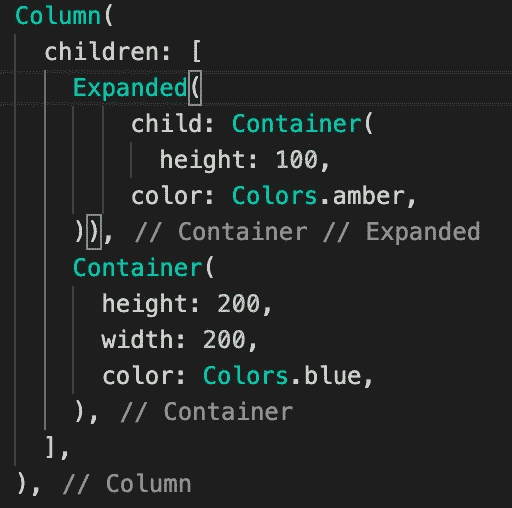 Column(
  children: [
    Expanded(
        child: Container(
          height: 100,
        color: Colors.amber,
    )), // Container // Expanded
    Container(
      height: 200,
      width: 200,
      color: Colors.blue,
    ), // Container
  ],
), // Column